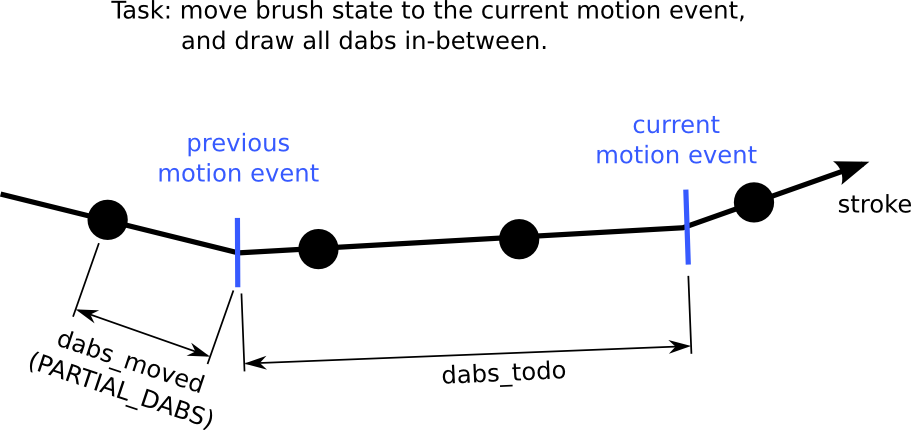 Task: move brush state to the current motion event,
and draw all dabs in-between.
previous
motion event
current
motion event
stroke
dabs_moved
(PARTIAL_DABS)
dabs_todo